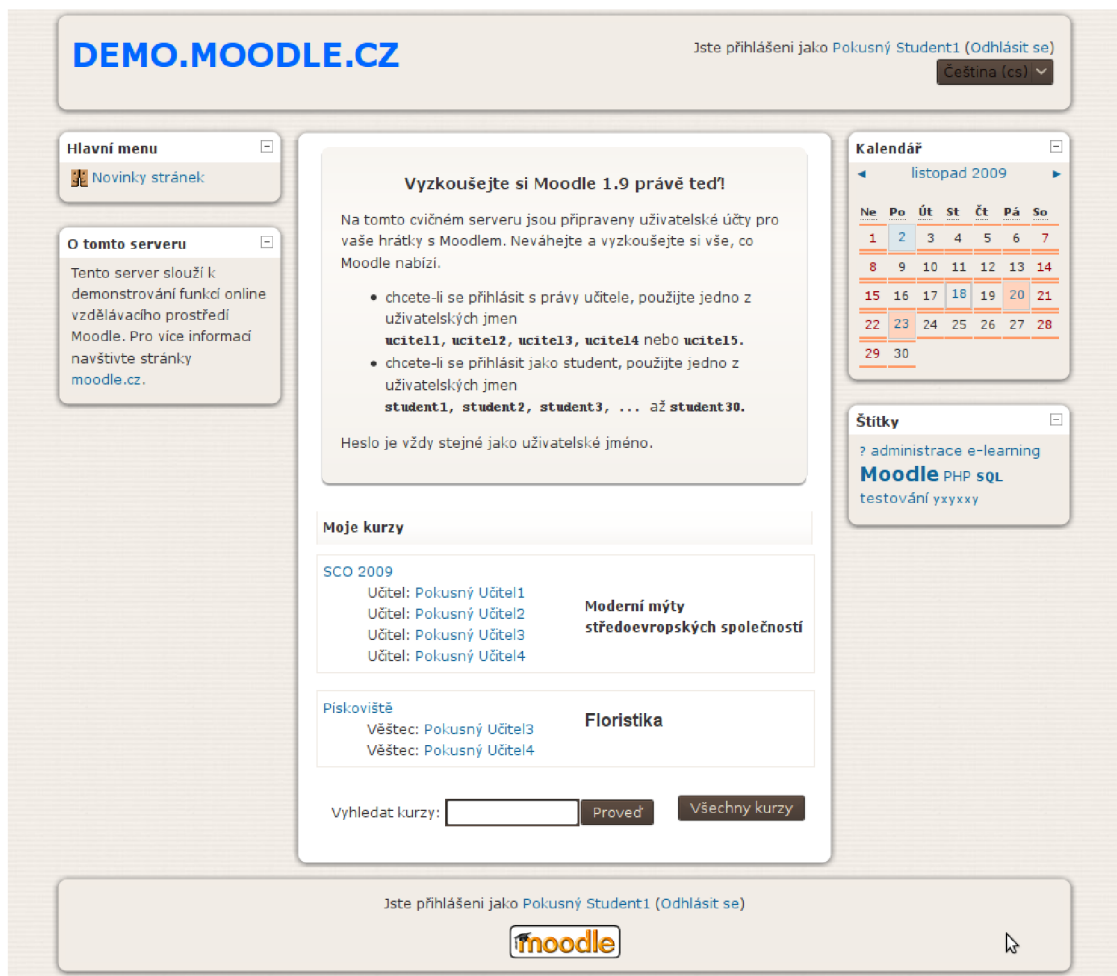 DEMO.MOODLE.CZ
Jste přihlášeni jako Pokusný Student1 (Odhlásit se)
Čeština (cs)
Hlavní menu
Novinky stránek
O tomto serveru
Tento server slouží k
demonstrování funkcí online
vzdělávacího prostředí
Moodle. Pro více informací
navštivte stránky
moodle.cz.
Vyzkoušejte si Moodle 1.9 právě teď!
Na tomto cvičném serveru jsou připraveny uživatelské účty pro
vaše hrátky s Moodlem. Neváhejte a vyzkoušejte si vše, co
Moodle nabízí.
• chcete-li se přihlásit s právy učitele, použijte jedno z
uživatelských jmen
ucitel1, ucitel2, ucitel3, ucitel4 nebo ucitel5.
• chcete-li se přihlásit jako student, použijte jedno z
uživatelských jmen
student1, student2, student3, ... až student30.
Heslo je vždy stejné jako uživatelské jméno.
Moje kurzy
SCO 2009
Učitel: Pokusný Učitel1
Učitel: Pokusný Učitel2
Učitel: Pokusný Učitel3
Učitel: Pokusný Učitel4
Moderní mýty
středoevropských společností
Pískoviště
Věštec: Pokusný Učitel3
Věštec: Pokusný Učitel4
Floristika
Vyhledat kurzy:
Proveď
Všechny kurzy
Kalendář
◄ listopad 2009 ►
Ne Po Út St Čt Pá So
1 2 3 4 5 6 7
8 9 10 11 12 13 14
15 16 17 18 19 20 21
22 23 24 25 26 27 28
29 30
Štítky
? administrace e-learning
Moodle PHP SQL
testování yxyxxy
Jste přihlášeni jako Pokusný Student1 (Odhlásit se)
moodle